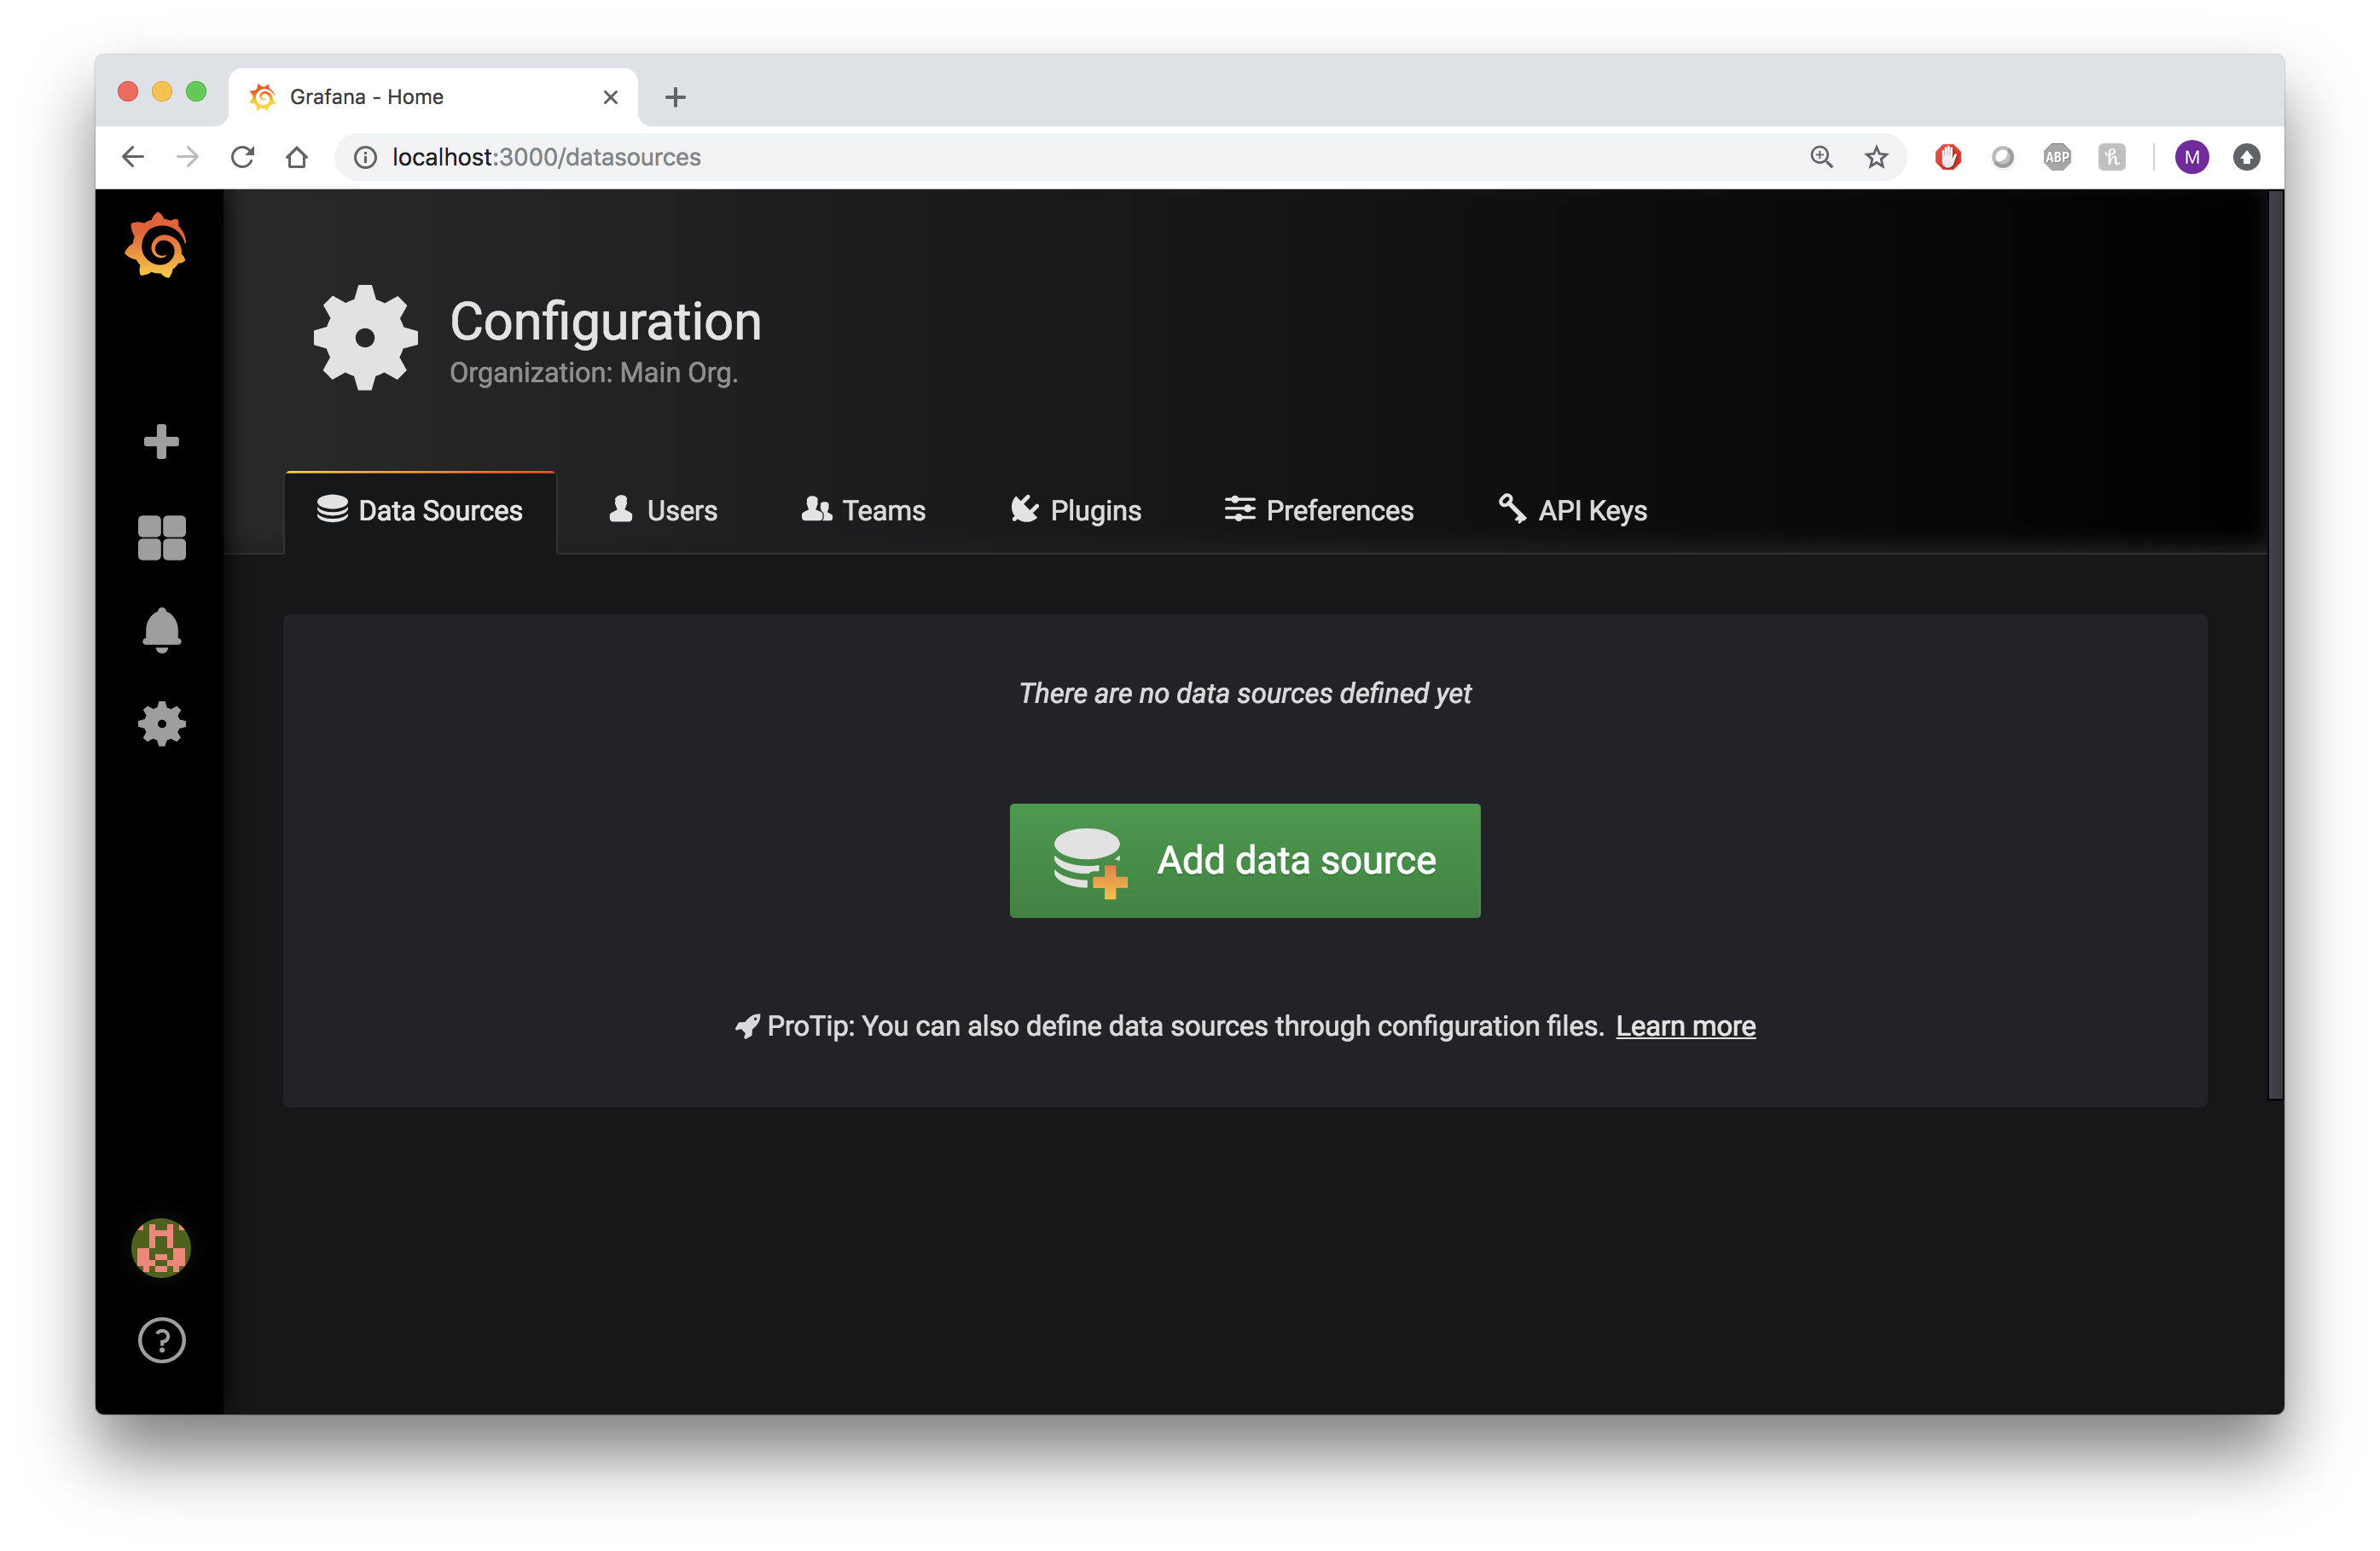 Grafana - Home
localhost:3000/datasources
ABP
h
M
Configuration
Organization: Main Org.
Data Sources
Users
Teams
Plugins
Preferences
API Keys
There are no data sources defined yet
Add data source
ProTip: You can also define data sources through configuration files. Learn more
?